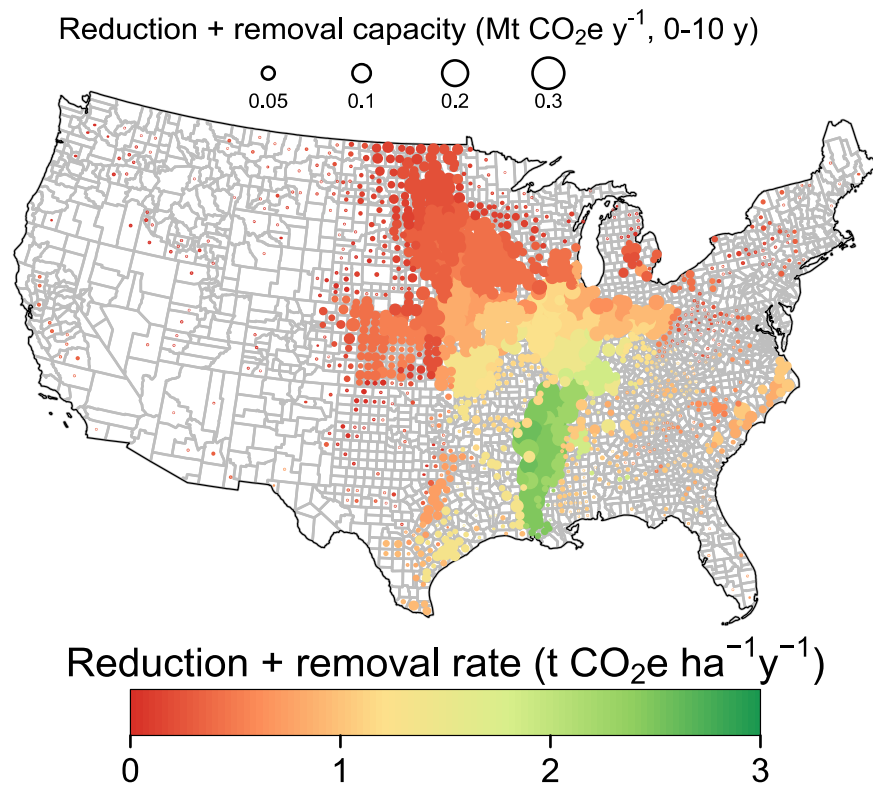 Reduction + removal capacity (Mt CO₂e y⁻¹, 0-10 y)
0.05 0.1 0.2 0.3
Reduction + removal rate (t CO₂e ha⁻¹y⁻¹)
0 1 2 3